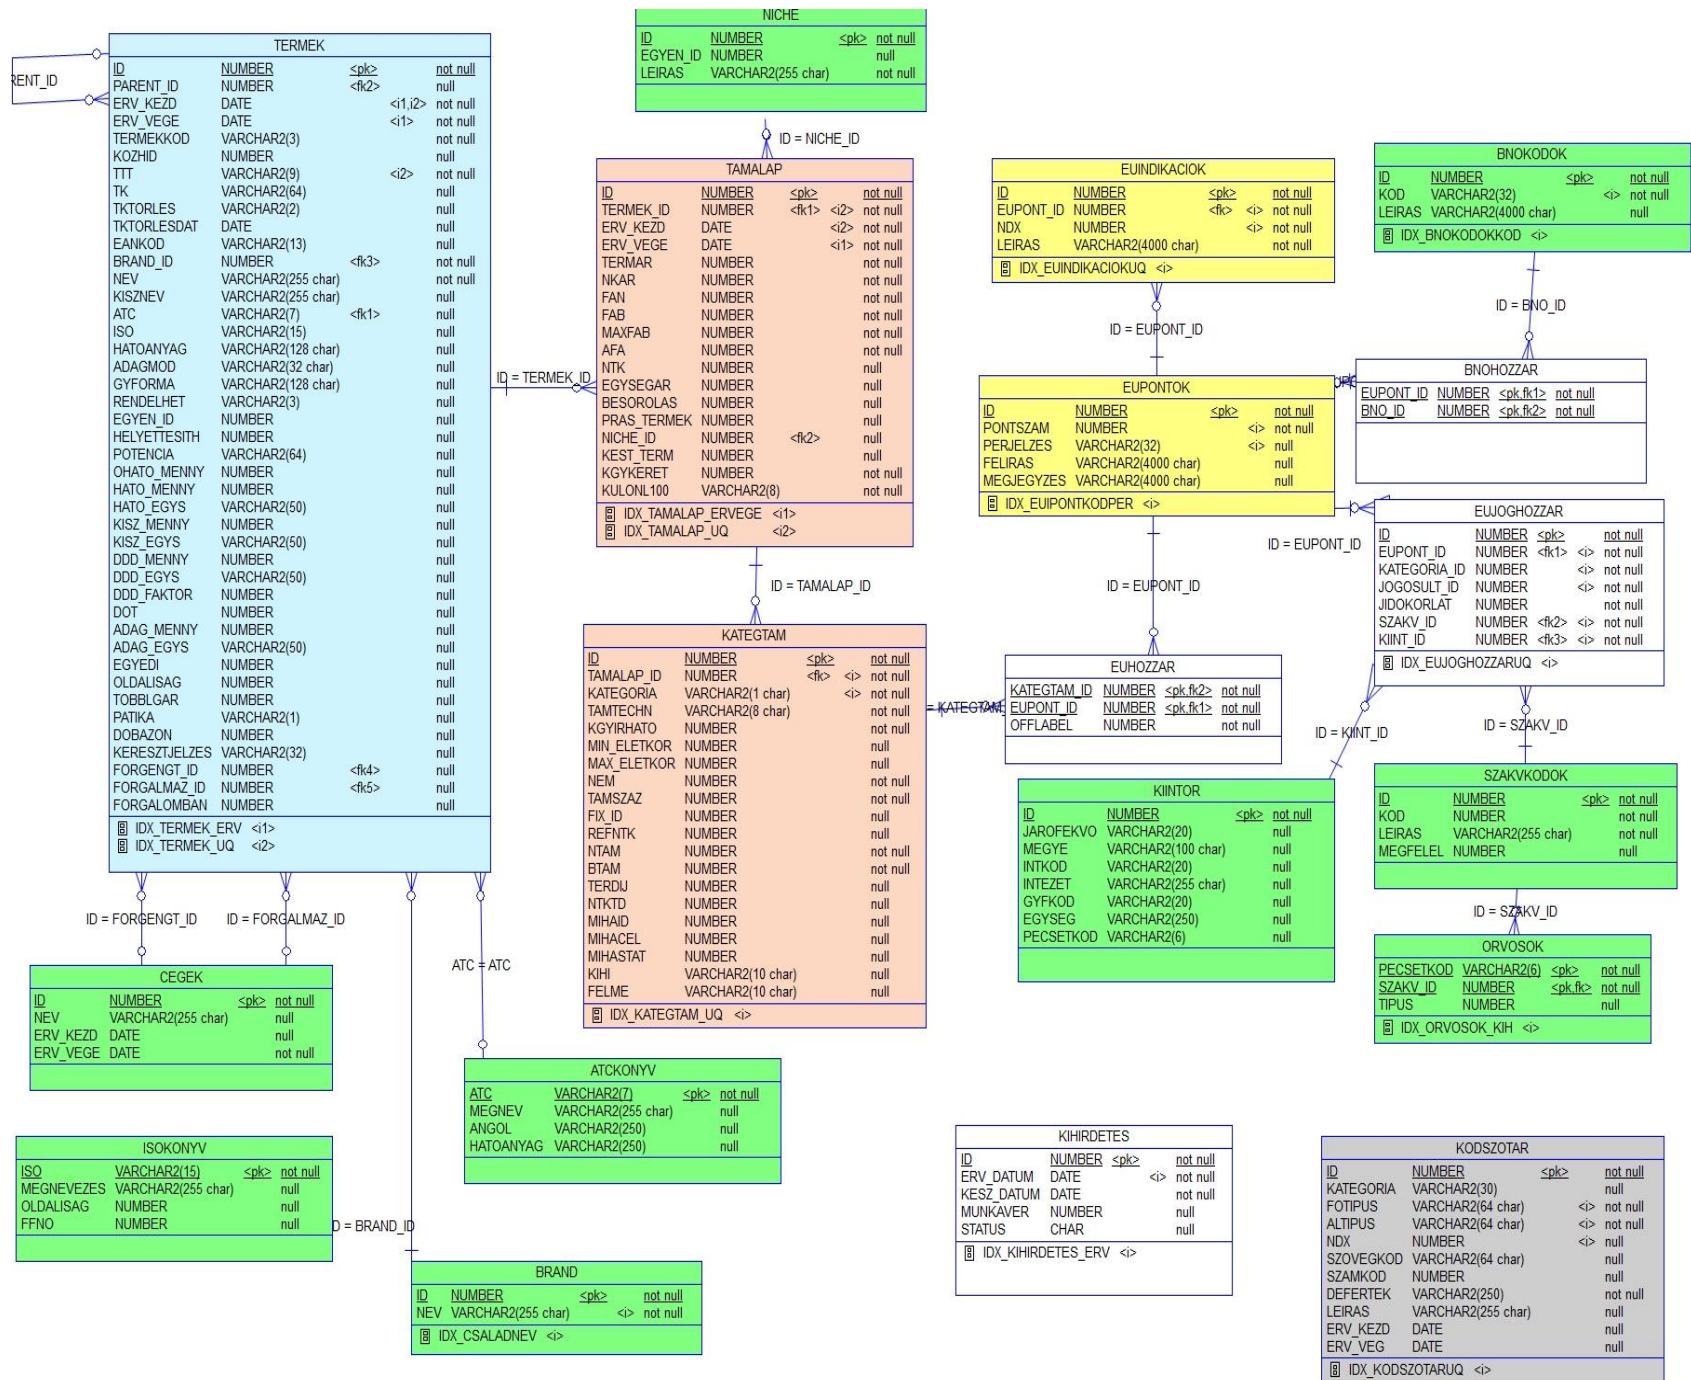 TERMEK
ID NUMBER <pk> not null
PARENT_ID NUMBER <fk2> null
ERV_KEZD DATE <i1,i2> not null
ERV_VEGE DATE <i1> not null
TERMEKKOD VARCHAR2(3) not null
KOZHID NUMBER null
TTT VARCHAR2(9) <i2> not null
TK VARCHAR2(64) null
TKTORLES VARCHAR2(2) null
TKTORLESDAT DATE null
EANKOD VARCHAR2(13) null
BRAND_ID NUMBER <fk3> not null
NEV VARCHAR2(255 char) not null
KISZNEV VARCHAR2(255 char) null
ATC VARCHAR2(7) <fk1> null
ISO VARCHAR2(15) null
HATOANYAG VARCHAR2(128 char) null
ADAGMOD VARCHAR2(32 char) null
GYFORMA VARCHAR2(128 char) null
RENDELHET VARCHAR2(3) null
EGYEN_ID NUMBER null
HELYETTESITH NUMBER null
POTENCIA VARCHAR2(64) null
OHATO_MENNY NUMBER null
HATO_MENNY NUMBER null
HATO_EGYS VARCHAR2(50) null
KISZ_MENNY NUMBER null
KISZ_EGYS VARCHAR2(50) null
DDD_MENNY NUMBER null
DDD_EGYS VARCHAR2(50) null
DDD_FAKTOR NUMBER null
DOT NUMBER null
ADAG_MENNY NUMBER null
ADAG_EGYS VARCHAR2(50) null
EGYEDI NUMBER null
OLDALISAG NUMBER null
TOBBLGAR NUMBER null
PATIKA VARCHAR2(1) null
DOBAZON NUMBER null
KERESZTJELZES VARCHAR2(32) null
FORGENGT_ID NUMBER <fk4> null
FORGALMAZ_ID NUMBER <fk5> null
FORGALOMBAN NUMBER null
IDX_TERMEK_ERV <i1>
IDX_TERMEK_UQ <i2>
RENT_ID
NICHE
ID NUMBER <pk> not null
EGYEN_ID NUMBER null
LEIRAS VARCHAR2(255 char) not null
ID = NICHE_ID
TAMALAP
ID NUMBER <pk> not null
TERMEK_ID NUMBER <fk1> <i2> not null
ERV_KEZD DATE <i2> not null
ERV_VEGE DATE <i1> not null
TERMAR NUMBER not null
NKAR NUMBER not null
FAN NUMBER not null
FAB NUMBER not null
MAXFAB NUMBER not null
AFA NUMBER not null
NTK NUMBER null
EGYSEGAR NUMBER null
BESOROLAS NUMBER null
PRAS_TERMEK NUMBER null
NICHE_ID NUMBER <fk2> null
KEST_TERM NUMBER null
KGYKERET NUMBER not null
KULONL100 VARCHAR2(8) not null
IDX_TAMALAP_ERVEGE <i1>
IDX_TAMALAP_UQ <i2>
ID = TERMEK_ID
ID = TAMALAP_ID
KATEGTAM
ID NUMBER <pk> not null
TAMALAP_ID NUMBER <fk> <i> not null
KATEGORIA VARCHAR2(1 char) <i> not null
TAMTECHN VARCHAR2(8 char) not null
KGYIRHATO NUMBER not null
MIN_ELETKOR NUMBER null
MAX_ELETKOR NUMBER null
NEM NUMBER not null
TAMSZAZ NUMBER not null
FIX_ID NUMBER null
REFNTK NUMBER null
NTAM NUMBER not null
BTAM NUMBER not null
TERDIJ NUMBER null
NTKTD NUMBER null
MIHAID NUMBER null
MIHACEL NUMBER null
MIHASTAT NUMBER null
KIHI VARCHAR2(10 char) null
FELME VARCHAR2(10 char) null
IDX_KATEGTAM_UQ <i>
= KATEGTAM
EUINDIKACIOK
ID NUMBER <pk> not null
EUPONT_ID NUMBER <fk> <i> not null
NDX NUMBER <i> not null
LEIRAS VARCHAR2(4000 char) not null
IDX_EUINDIKACIOKUQ <i>
ID = EUPONT_ID
EUPONTOK
ID NUMBER <pk> not null
PONTSZAM NUMBER <i> not null
PERJELZES VARCHAR2(32) <i> null
FELIRAS VARCHAR2(4000 char) null
MEGJEGYZES VARCHAR2(4000 char) null
IDX_EUIPONTKODPER <i>
ID = EUPONT_ID
EUHOZZAR
KATEGTAM_ID NUMBER <pk,fk2> not null
EUPONT_ID NUMBER <pk,fk1> not null
OFFLABEL NUMBER not null
BNOKODOK
ID NUMBER <pk> not null
KOD VARCHAR2(32) <i> not null
LEIRAS VARCHAR2(4000 char) null
IDX_BNOKODOKKOD <i>
ID = BNO_ID
BNOHOZZAR
EUPONT_ID NUMBER <pk,fk1> not null
BNO_ID NUMBER <pk,fk2> not null
EUJOGHOZZAR
ID NUMBER <pk> not null
EUPONT_ID NUMBER <fk1> <i> not null
KATEGORIA_ID NUMBER <i> not null
JOGOSULT_ID NUMBER <i> not null
JIDOKORLAT NUMBER not null
SZAKV_ID NUMBER <fk2> <i> not null
KIINT_ID NUMBER <fk3> <i> not null
IDX_EUJOGHOZZARUQ <i>
ID = EUPONT_ID
ID = KIINT_ID
ID = SZAKV_ID
KIINTOR
ID NUMBER <pk> not null
JAROFEKVO VARCHAR2(20) null
MEGYE VARCHAR2(100 char) null
INTKOD VARCHAR2(20) null
INTEZET VARCHAR2(255 char) null
GYFKOD VARCHAR2(20) null
EGYSEG VARCHAR2(250) null
PECSETKOD VARCHAR2(6) null
SZAKVKODOK
ID NUMBER <pk> not null
KOD NUMBER not null
LEIRAS VARCHAR2(255 char) not null
MEGFELEL NUMBER null
ID = SZAKV_ID
ORVOSOK
PECSETKOD VARCHAR2(6) <pk> not null
SZAKV_ID NUMBER <pk,fk> not null
TIPUS NUMBER null
IDX_ORVOSOK_KIH <i>
ID = FORGENGT_ID
ID = FORGALMAZ_ID
ATC = ATC
CEGEK
ID NUMBER <pk> not null
NEV VARCHAR2(255 char) null
ERV_KEZD DATE null
ERV_VEGE DATE not null
ATCKONYV
ATC VARCHAR2(7) <pk> not null
MEGNEV VARCHAR2(255 char) null
ANGOL VARCHAR2(250) null
HATOANYAG VARCHAR2(250) null
ISOKONYV
ISO VARCHAR2(15) <pk> not null
MEGNEVEZES VARCHAR2(255 char) null
OLDALISAG NUMBER null
FFNO NUMBER null
D = BRAND_ID
BRAND
ID NUMBER <pk> not null
NEV VARCHAR2(255 char) <i> not null
IDX_CSALADNEV <i>
KIHIRDETES
ID NUMBER <pk> not null
ERV_DATUM DATE <i> not null
KESZ_DATUM DATE not null
MUNKAVER NUMBER null
STATUS CHAR null
IDX_KIHIRDETES_ERV <i>
KODSZOTAR
ID NUMBER <pk> not null
KATEGORIA VARCHAR2(30) null
FOTIPUS VARCHAR2(64 char) <i> not null
ALTIPUS VARCHAR2(64 char) <i> not null
NDX NUMBER <i> null
SZOVEGKOD VARCHAR2(64 char) null
SZAMKOD NUMBER null
DEFERTEK VARCHAR2(250) not null
LEIRAS VARCHAR2(255 char) null
ERV_KEZD DATE null
ERV_VEG DATE null
IDX_KODSZOTARUQ <i>